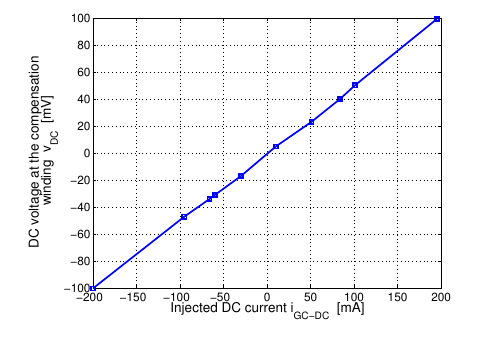 100
80
60
40
20
0
−20
−40
−60
−80
−100
DC voltage at the compensation
winding v_DC [mV]
−200 −150 −100 −50 0 50 100 150 200
Injected DC current i_GC−DC [mA]